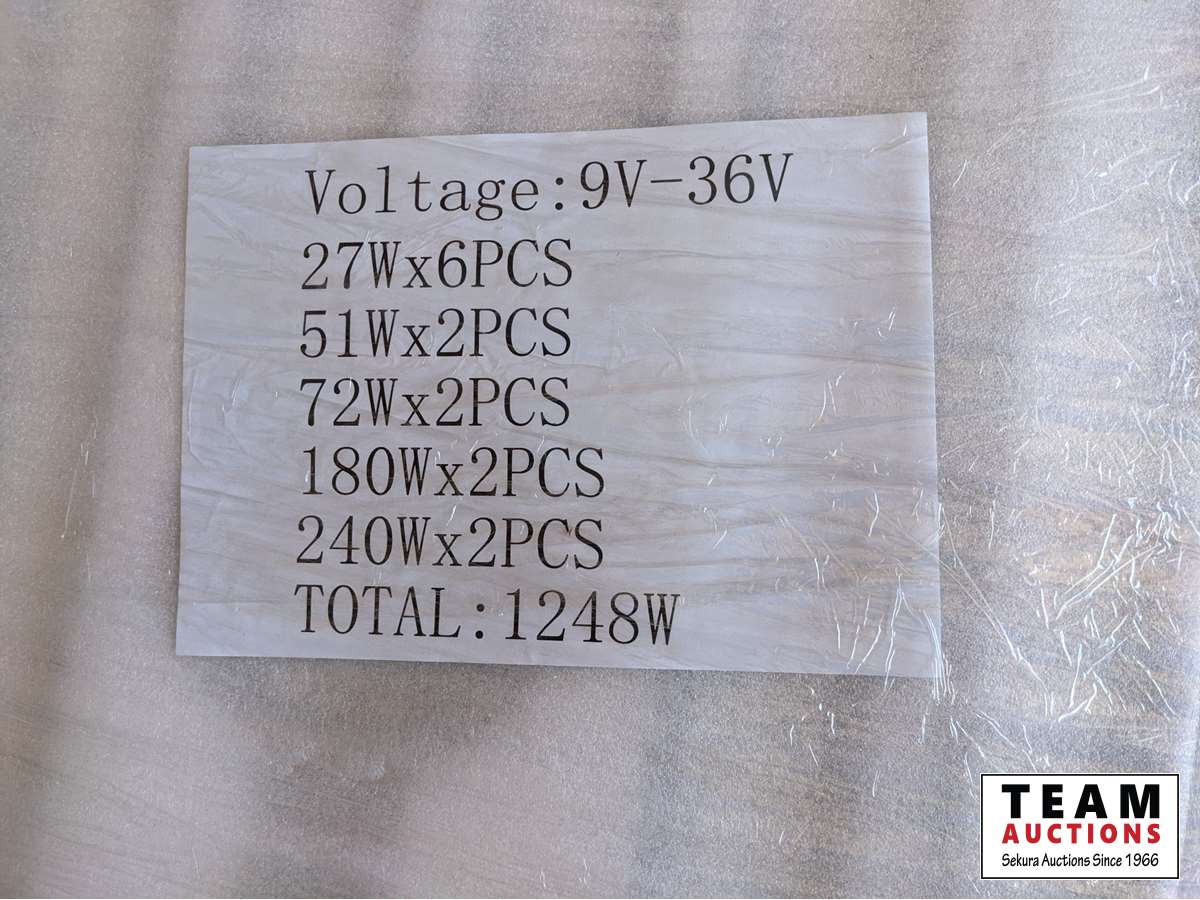 Voltage:9V-36V
27Wx6PCS
51Wx2PCS
72Wx2PCS
180Wx2PCS
240Wx2PCS
TOTAL:1248W
TEAM
AUCTIONS
Sekura Auctions Since 1966